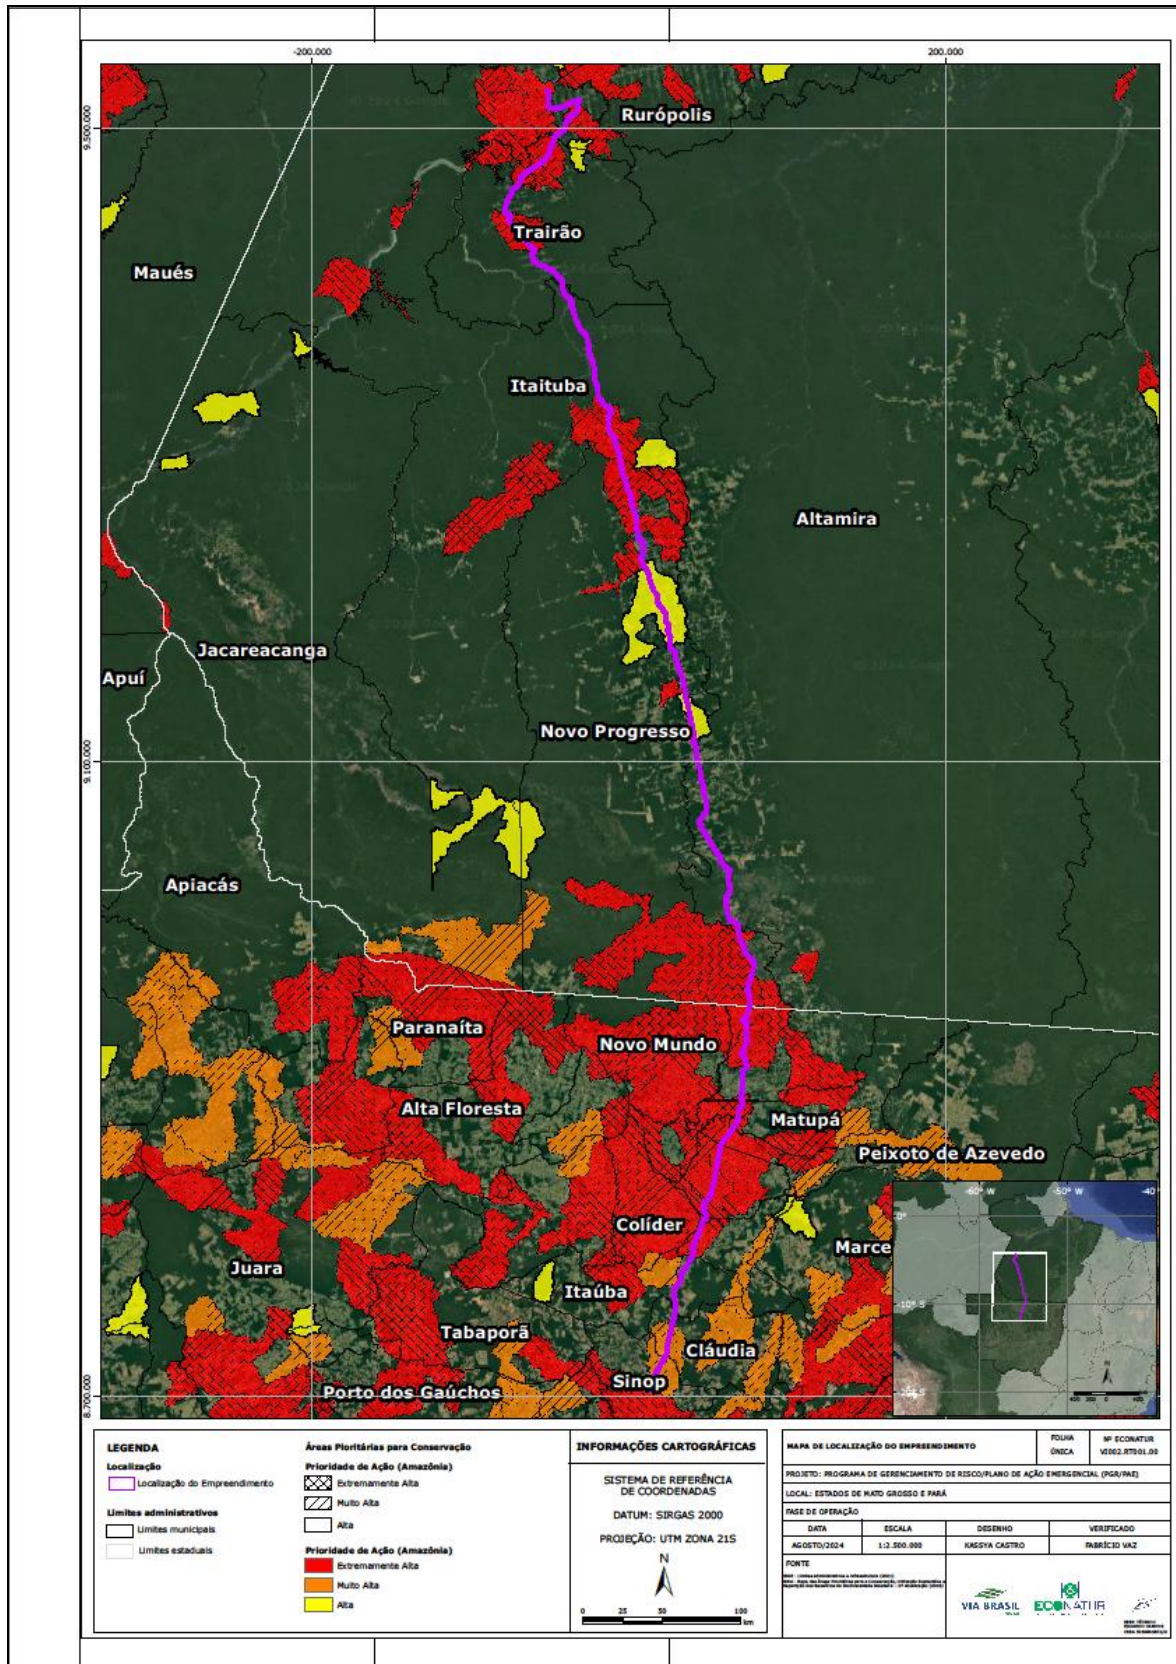 -200.000
200.000
9.500.000
Rurópolis
Trairão
Maués
Itaituba
Altamira
Jacareacanga
Apuí
Novo Progresso
9.100.000
Apiacás
Paranaíta
Novo Mundo
Alta Floresta
Matupá
Peixoto de Azevedo
Colíder
Marce
Juara
Itaúba
Tabaporã
Cláudia
Sinop
Porto dos Gaúchos
8.700.000
-60° W
-50° W
-40°
0°
-10° S
N
LEGENDA
Localização
Localização do Empreendimento
Limites administrativos
Limites municipais
Limites estaduais
Áreas Pioritárias para Conservação
Prioridade de Ação (Amazônia)
Extremamente Alta
Muito Alta
Alta
Prioridade de Ação (Amazônia)
Extremamente Alta
Muito Alta
Alta
INFORMAÇÕES CARTOGRÁFICAS
SISTEMA DE REFERÊNCIA
DE COORDENADAS
DATUM: SIRGAS 2000
PROJEÇÃO: UTM ZONA 21S
N
0 25 50 100
km
MAPA DE LOCALIZAÇÃO DO EMPREENDIMENTO
FOLHA
ÚNICA
Nº ECONATUR
VI002.RT001.00
PROJETO: PROGRAMA DE GERENCIAMENTO DE RISCO/PLANO DE AÇÃO EMERGENCIAL (PGR/PAE)
LOCAL: ESTADOS DE MATO GROSSO E PARÁ
FASE DE OPERAÇÃO
DATA
ESCALA
DESENHO
VERIFICADO
AGOSTO/2024
1:2.500.000
KASSYA CASTRO
FABRÍCIO VAZ
FONTE
VIA BRASIL
ECONATUR